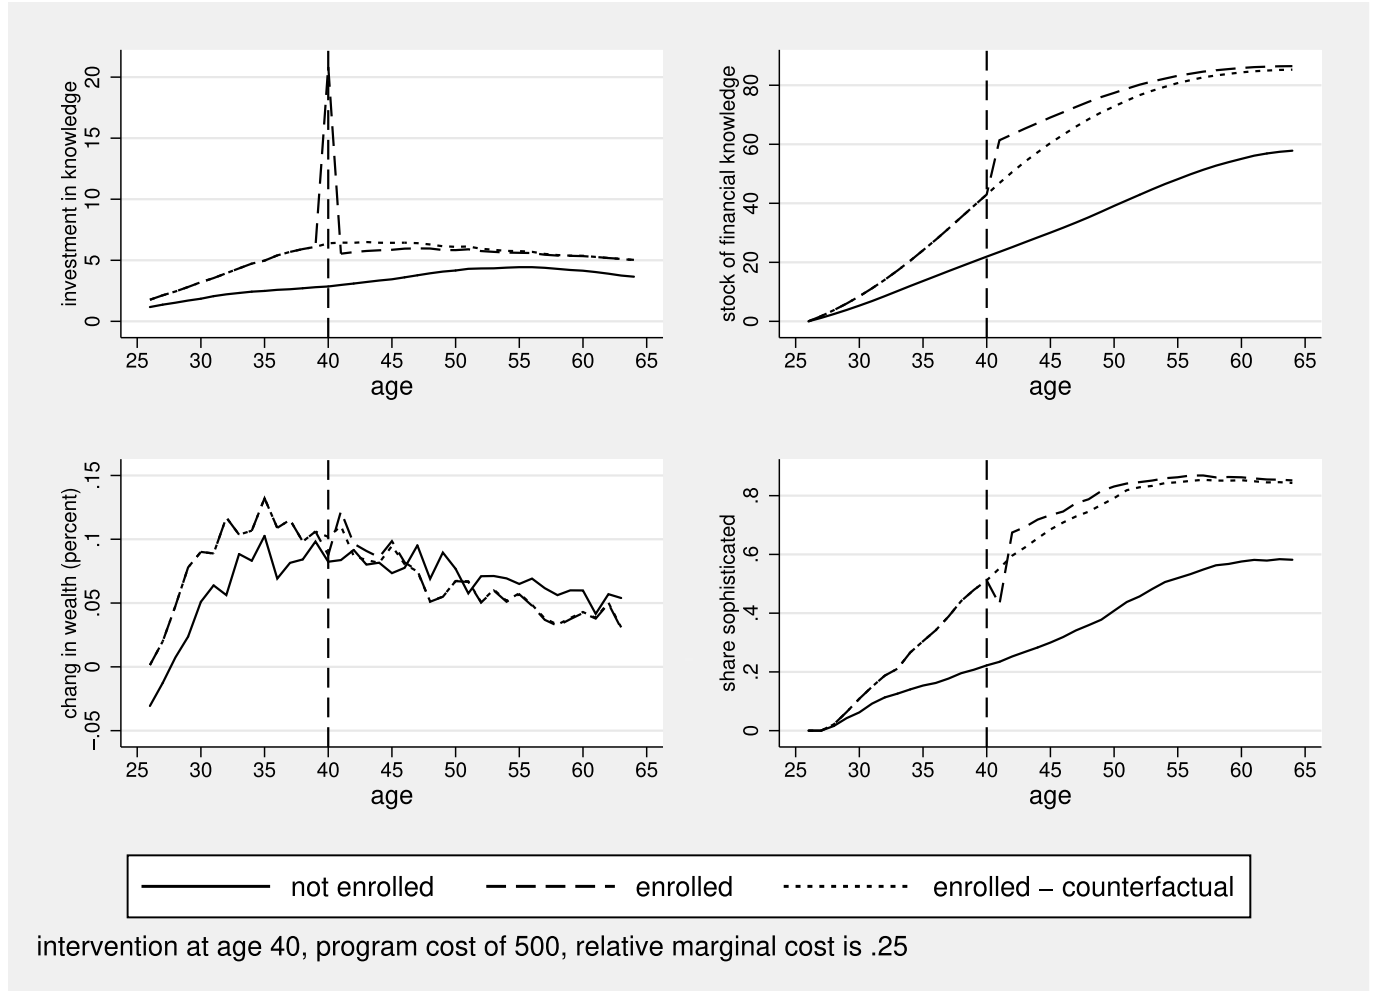 investment in knowledge
0 5 10 15 20
25 30 35 40 45 50 55 60 65
age
stock of financial knowledge
0 20 40 60 80
25 30 35 40 45 50 55 60 65
age
chang in wealth (percent)
−.05 0 .05 .1 .15
25 30 35 40 45 50 55 60 65
age
share sophisticated
0 .2 .4 .6 .8
25 30 35 40 45 50 55 60 65
age
not enrolled enrolled enrolled − counterfactual
intervention at age 40, program cost of 500, relative marginal cost is .25